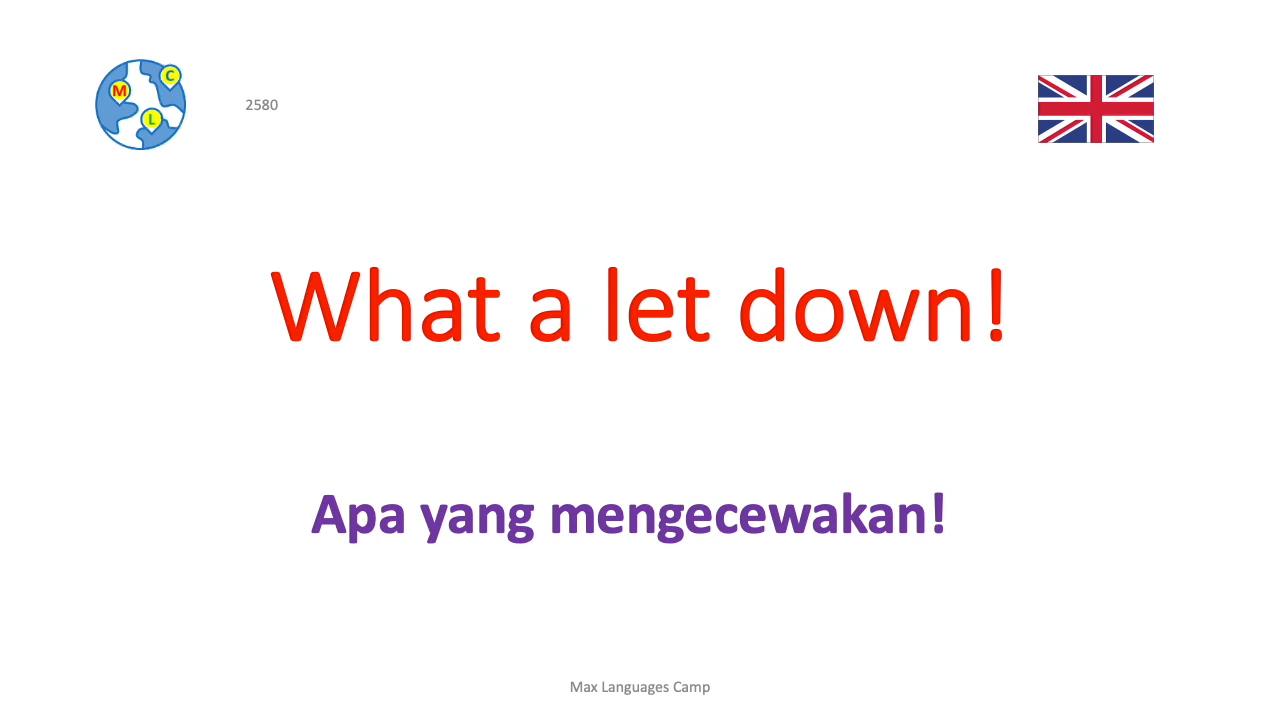 M
C
L
2580
What a let down!
Apa yang mengecewakan!
Max Languages Camp